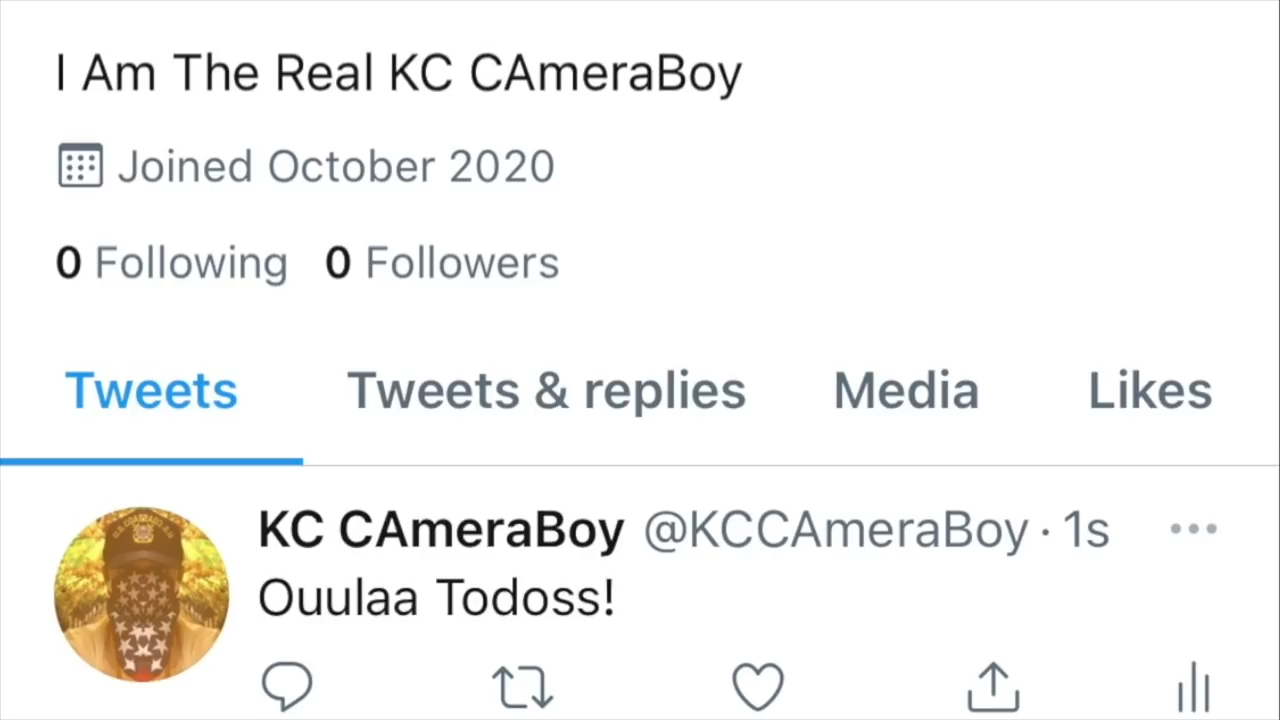 I Am The Real KC CAmeraBoy
Joined October 2020
0 Following 0 Followers
Tweets Tweets & replies Media Likes
KC CAmeraBoy @KCCAmeraBoy · 1s
Ouulaa Todoss!